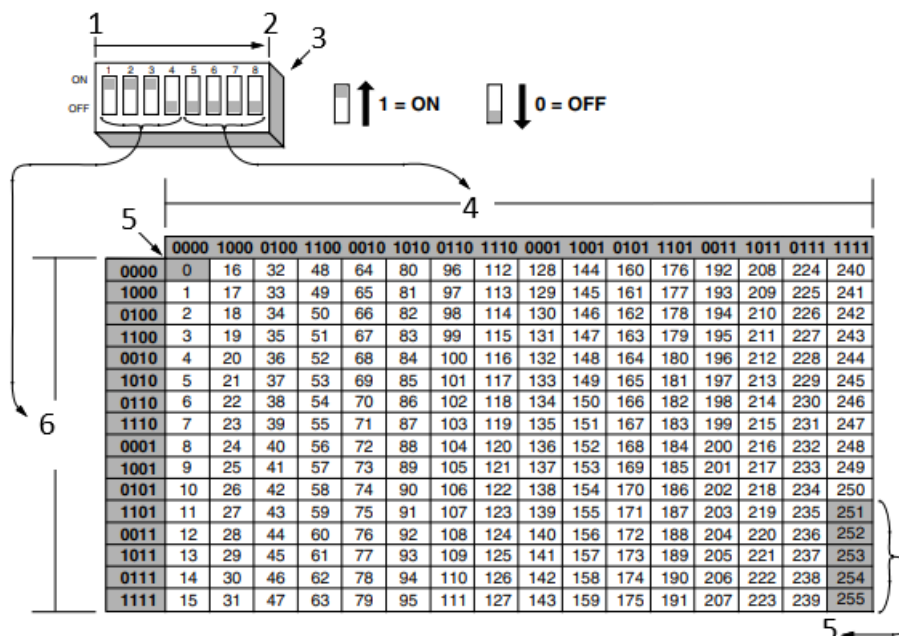 1 2 3
1 2 3 4 5 6 7 8
ON
OFF
1 = ON 0 = OFF
4
5
0000 1000 0100 1100 0010 1010 0110 1110 0001 1001 0101 1101 0011 1011 0111 1111
0000 0 16 32 48 64 80 96 112 128 144 160 176 192 208 224 240
1000 1 17 33 49 65 81 97 113 129 145 161 177 193 209 225 241
0100 2 18 34 50 66 82 98 114 130 146 162 178 194 210 226 242
1100 3 19 35 51 67 83 99 115 131 147 163 179 195 211 227 243
0010 4 20 36 52 68 84 100 116 132 148 164 180 196 212 228 244
1010 5 21 37 53 69 85 101 117 133 149 165 181 197 213 229 245
0110 6 22 38 54 70 86 102 118 134 150 166 182 198 214 230 246
6
1110 7 23 39 55 71 87 103 119 135 151 167 183 199 215 231 247
0001 8 24 40 56 72 88 104 120 136 152 168 184 200 216 232 248
1001 9 25 41 57 73 89 105 121 137 153 169 185 201 217 233 249
0101 10 26 42 58 74 90 106 122 138 154 170 186 202 218 234 250
1101 11 27 43 59 75 91 107 123 139 155 171 187 203 219 235 251
0011 12 28 44 60 76 92 108 124 140 156 172 188 204 220 236 252
1011 13 29 45 61 77 93 109 125 141 157 173 189 205 221 237 253
0111 14 30 46 62 78 94 110 126 142 158 174 190 206 222 238 254
1111 15 31 47 63 79 95 111 127 143 159 175 191 207 223 239 255
5